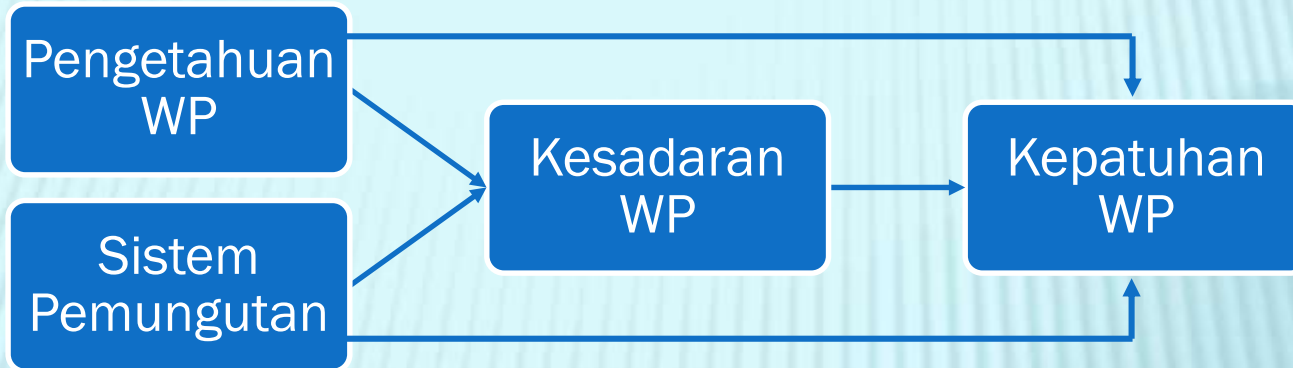 Pengetahuan
WP
Kesadaran
WP
Kepatuhan
WP
Sistem
Pemungutan